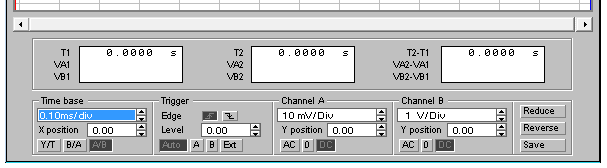 T1 0.0000 s T2 0.0000 s T2-T1 0.0000 s
VA1 VA2 VA2-VA1
VB1 VB2 VB2-VB1
Time base Trigger Channel A Channel B
0.10ms/div Edge 10 mV/Div 1 V/Div Reduce
X position 0.00 Level 0.00 Y position 0.00 Y position 0.00 Reverse
Y/T B/A A/B Auto A B Ext AC 0 DC AC 0 DC Save